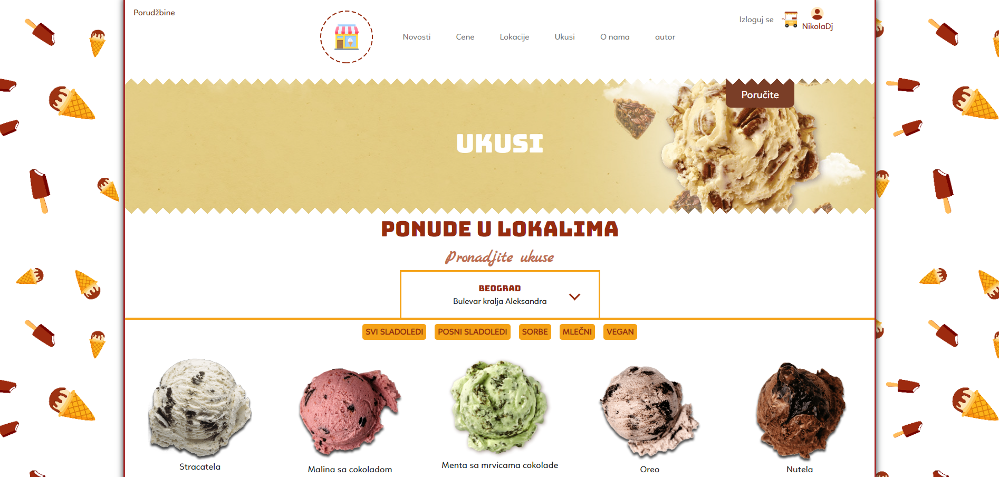 Porudžbine
Izloguj se
NikolaDj
Novosti Cene Lokacije Ukusi O nama autor
Poručite
UKUSI
PONUDE U LOKALIMA
Pronadjite ukuse
BEOGRAD
Bulevar kralja Aleksandra
SVI SLADOLEDI POSNI SLADOLEDI SORBE MLEČNI VEGAN
Stracatela
Malina sa cokoladom
Menta sa mrvicama cokolade
Oreo
Nutela